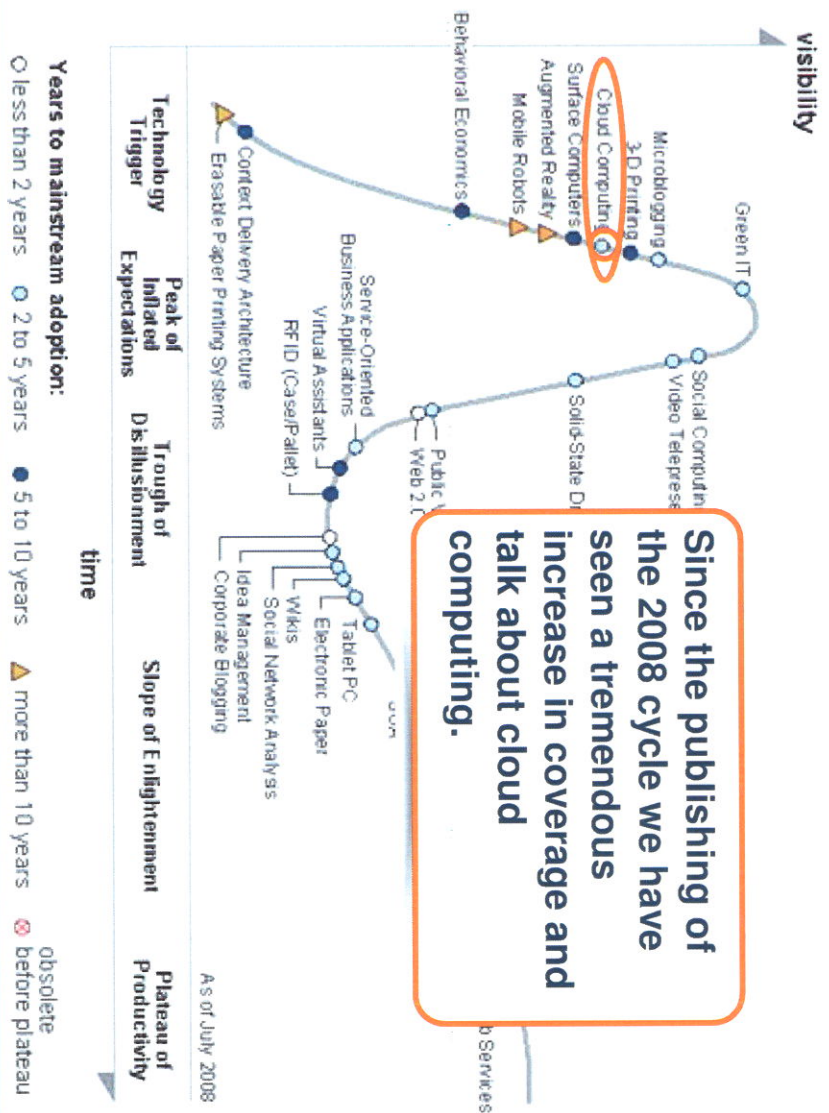 visibility
Green IT
Microblogging
3-D Printing
Cloud Computing
Surface Computers
Augmented Reality
Mobile Robots
Behavioral Economics
Context Delivery Architecture
Erasable Paper Printing Systems
Social Computin
Video Teleprese
Solid-State
Public
Web 2.
Service-Oriented
Business Applications
Virtual Assistants
RFID (Case/Pallet)
Tablet PC
Electronic Paper
Wikis
Social Network Analysis
Idea Management
Corporate Blogging
Since the publishing of
the 2008 cycle we have
seen a tremendous
increase in coverage and
talk about cloud
computing.
b Services
As of July 2008
Technology
Trigger
Peak of
Inflated
Expectations
Trough of
Disillusionment
Slope of Enlightenment
Plateau of
Productivity
time
Years to mainstream adoption:
less than 2 years
2 to 5 years
5 to 10 years
more than 10 years
obsolete
before plateau